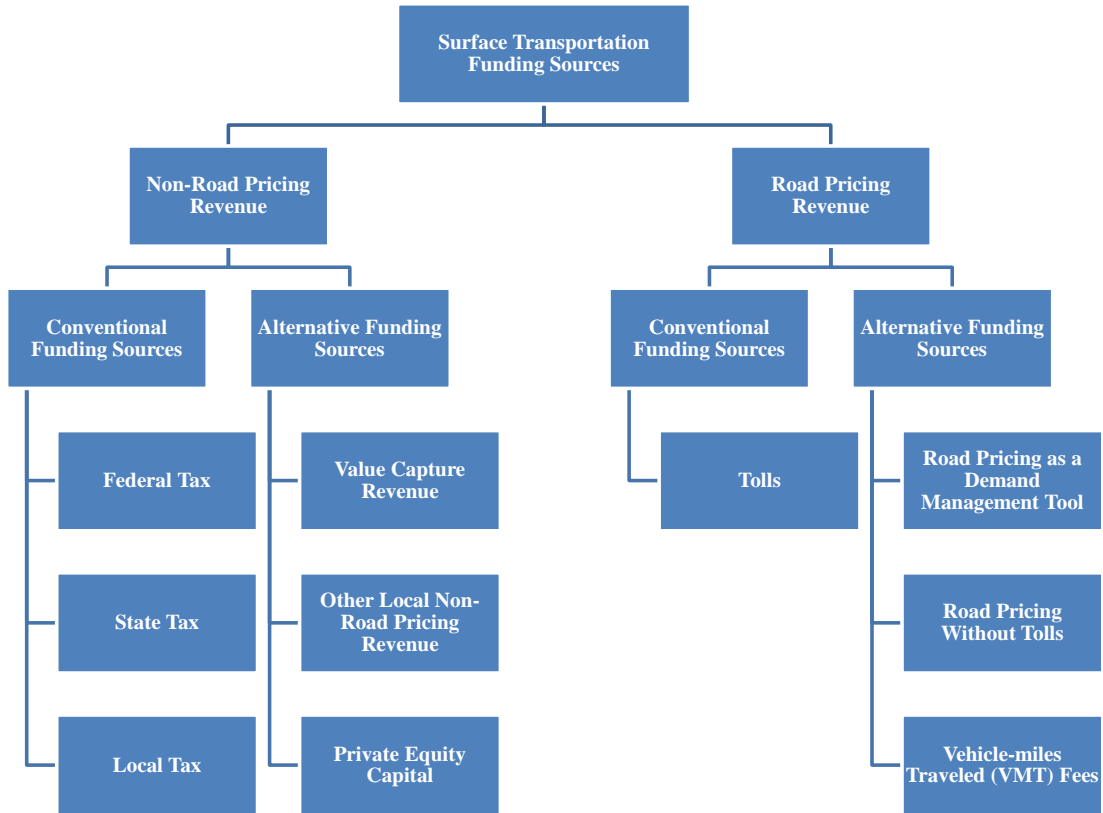 Surface Transportation
Funding Sources
Non-Road Pricing
Revenue
Road Pricing
Revenue
Conventional
Funding Sources
Alternative Funding
Sources
Conventional
Funding Sources
Alternative Funding
Sources
Federal Tax
Value Capture
Revenue
Tolls
Road Pricing as a
Demand
Management Tool
State Tax
Other Local Non-
Road Pricing
Revenue
Road Pricing
Without Tolls
Local Tax
Private Equity
Capital
Vehicle-miles
Traveled (VMT) Fees